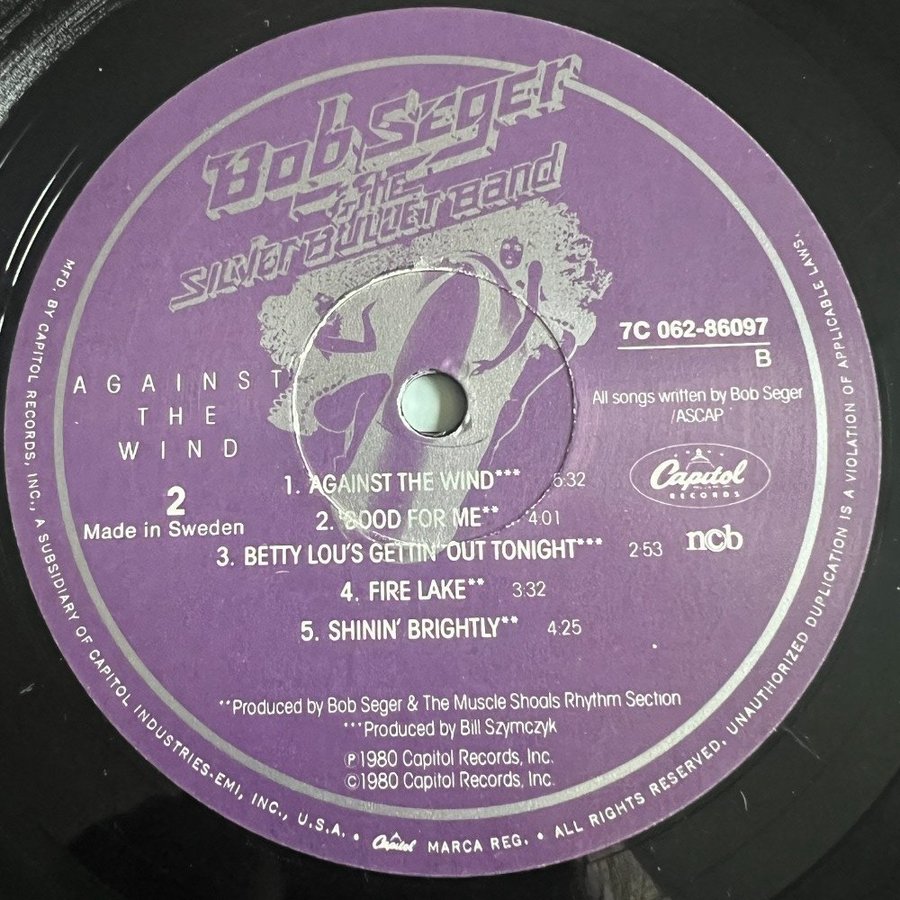 Bob Seger
& THE
SILVER BULLET BAND
7C 062-86097
B
AGAINST
THE
WIND
All songs written by Bob Seger
/ASCAP
2
Made in Sweden
Capitol
RECORDS
ncb
1. AGAINST THE WIND*** 5:32
2. GOOD FOR ME** 4:01
3. BETTY LOU'S GETTIN' OUT TONIGHT*** 2:53
4. FIRE LAKE** 3:32
5. SHININ' BRIGHTLY** 4:25
**Produced by Bob Seger & The Muscle Shoals Rhythm Section
***Produced by Bill Szymczyk
℗1980 Capitol Records, Inc.
©1980 Capitol Records, Inc.
MFD. BY CAPITOL RECORDS, INC., A SUBSIDIARY OF CAPITOL INDUSTRIES-EMI, INC., U.S.A. • Capitol MARCA REG. • ALL RIGHTS RESERVED. UNAUTHORIZED DUPLICATION IS A VIOLATION OF APPLICABLE LAWS.